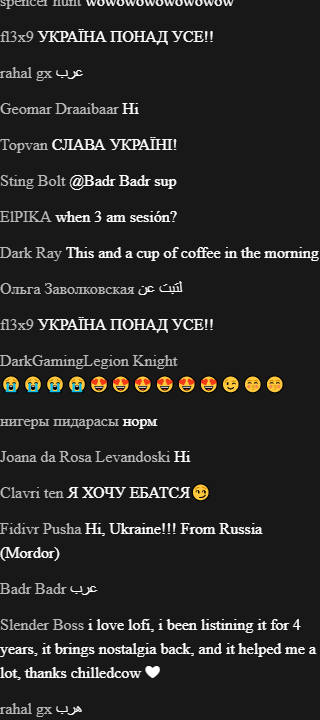 spencer hunt wowowowowowowow
fl3x9 УКРАЇНА ПОНАД УСЕ!!
rahal gx عرب
Geomar Draaibaar Hi
Topvan СЛАВА УКРАЇНІ!
Sting Bolt @Badr Badr sup
ElPIKA when 3 am sesión?
Dark Ray This and a cup of coffee in the morning
Ольга Заволковская اثبت عن
fl3x9 УКРАЇНА ПОНАД УСЕ!!
DarkGamingLegion Knight
😭😭😭😭😍😍😍😍😍😍😉😁😁
нигеры пидарасы норм
Joana da Rosa Levandoski Hi
Clavri ten Я ХОЧУ ЕБАТСЯ😏
Fidivr Pusha Hi, Ukraine!!! From Russia
(Mordor)
Badr Badr عرب
Slender Boss i love lofi, i been listining it for 4
years, it brings nostalgia back, and it helped me a
lot, thanks chilledcow 🤍
rahal gx هرب